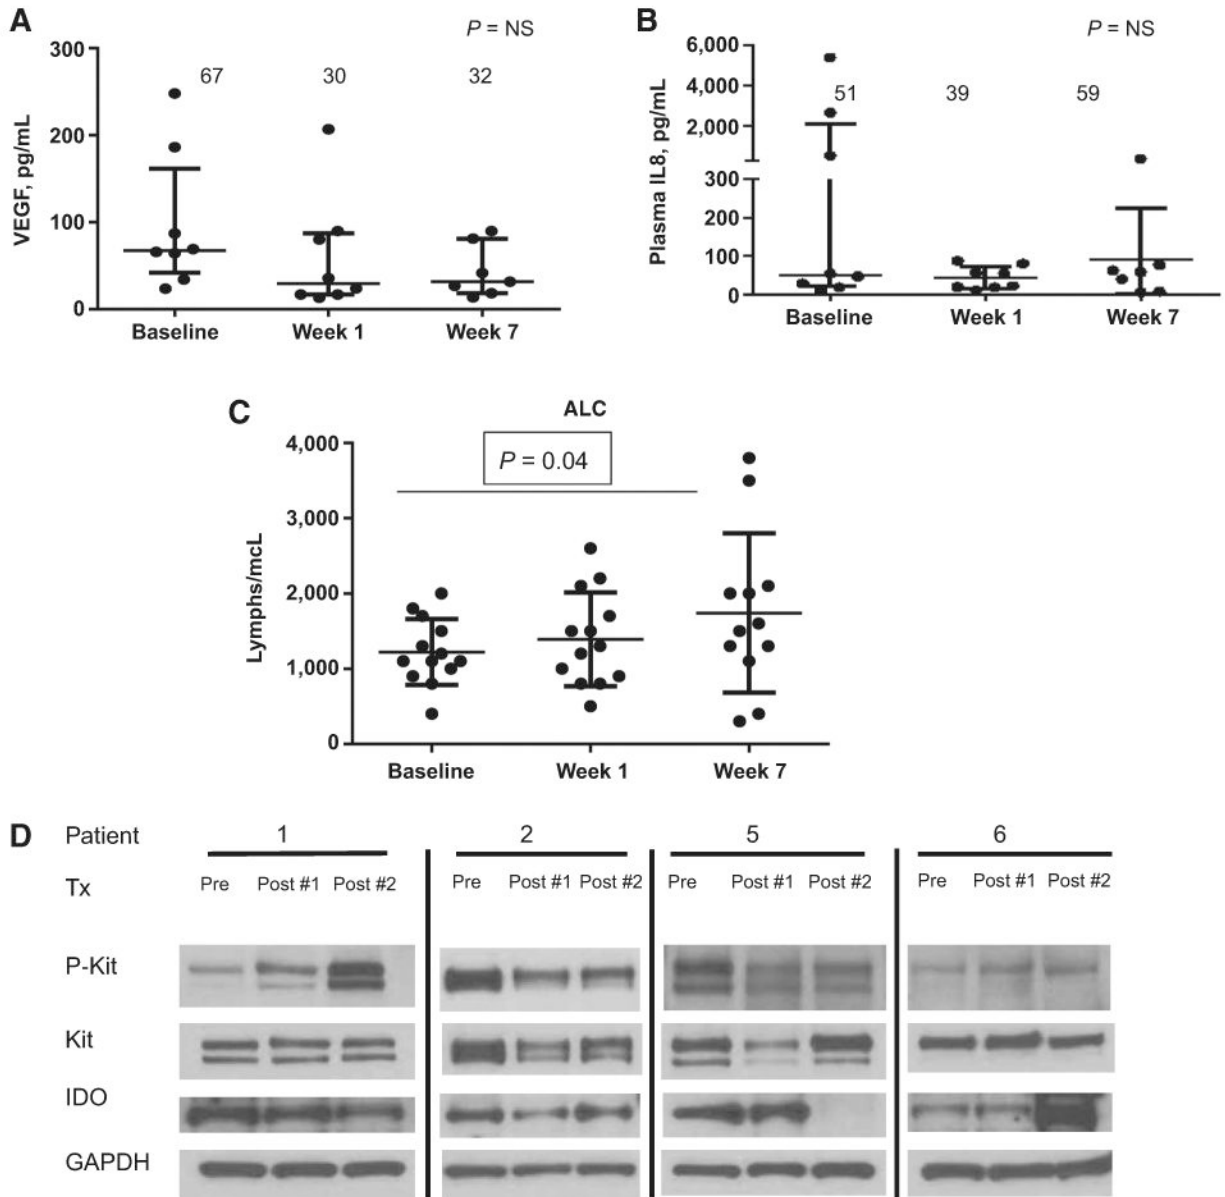 A
P = NS
300
67
30
32
200
VEGF, pg/mL
100
0
Baseline
Week 1
Week 7
B
P = NS
6,000
4,000
51
39
59
2,000
Plasma IL8, pg/mL
300
200
100
0
Baseline
Week 1
Week 7
C
ALC
4,000
P = 0.04
3,000
Lymphs/mcL
2,000
1,000
0
Baseline
Week 1
Week 7
D
Patient 1 2 5 6
Tx Pre Post #1 Post #2 Pre Post #1 Post #2 Pre Post #1 Post #2 Pre Post #1 Post #2
P-Kit
Kit
IDO
GAPDH